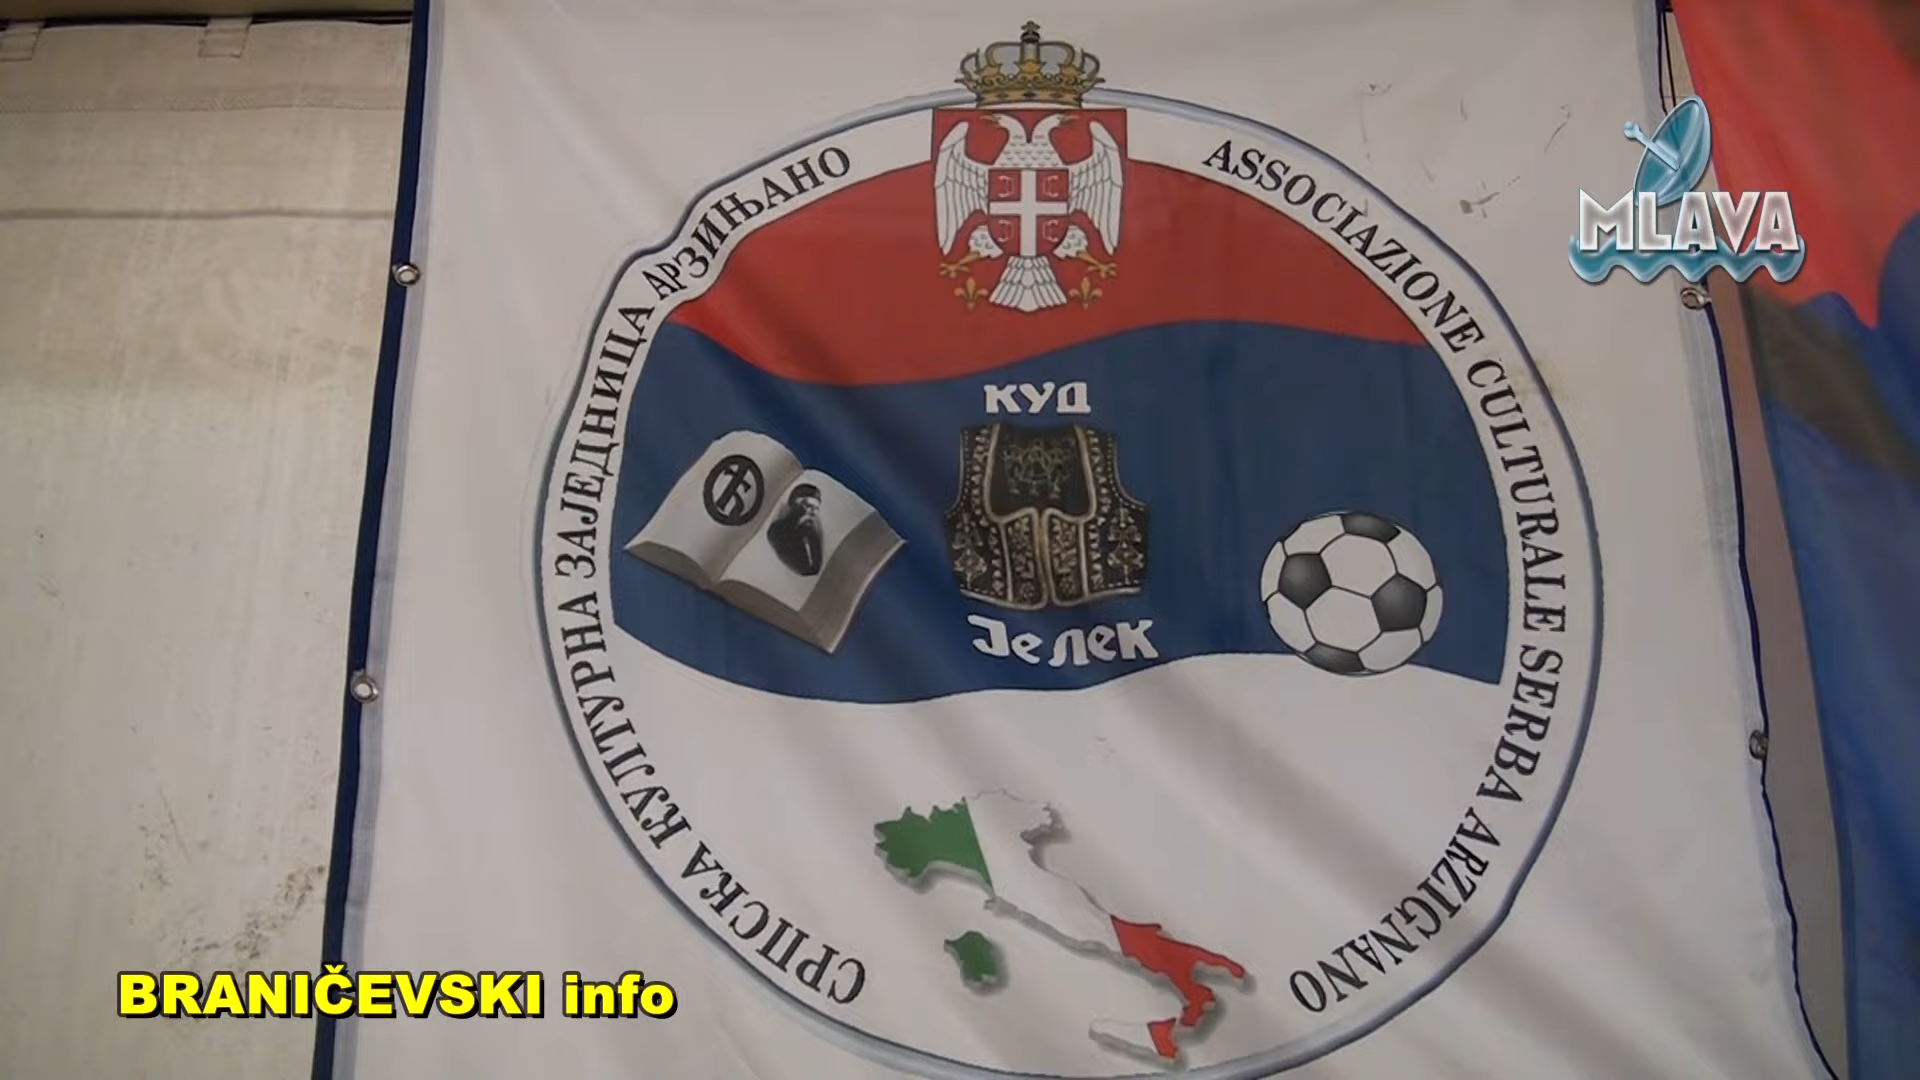 СРПСКА КУЛТУРНА ЗАЈЕДНИЦА АРЗИЊАНО
ASSOCIAZIONE CULTURALE SERBA ARZIGNANO
MLAVA
КУД
Ћ
Јелек
BRANIČEVSKI info